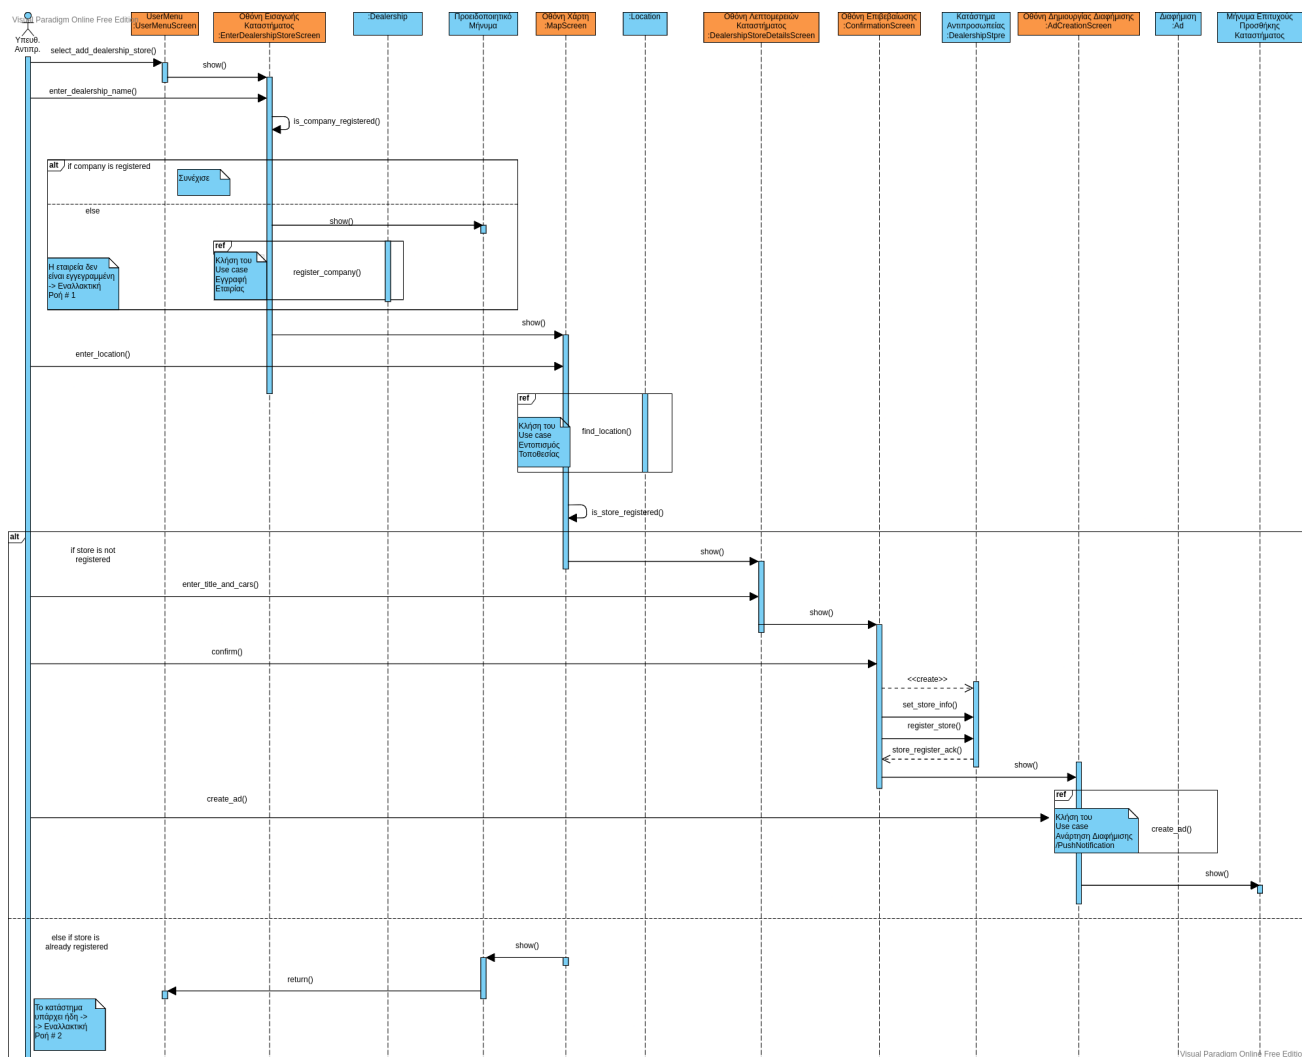 Visual Paradigm Online Free Edition
Υπευθ.
Αντιπρ.
UserMenu
:UserMenuScreen
Οθόνη Εισαγωγής
Καταστήματος
:EnterDealershipStoreScreen
:Dealership
Προειδοποιητικό
Μήνυμα
Οθόνη Χάρτη
:MapScreen
:Location
Οθόνη Λεπτομερειών
Καταστήματος
:DealershipStoreDetailsScreen
Οθόνη Επιβεβαίωσης
:ConfirmationScreen
Κατάστημα
Αντιπροσωπείας
:DealershipStpre
Οθόνη Δημιουργίας Διαφήμισης
:AdCreationScreen
Διαφήμιση
:Ad
Μήνυμα Επιτυχούς
Προσθήκης
Καταστήματος
select_add_dealership_store()
show()
enter_dealership_name()
is_company_registered()
alt
if company is registered
Συνέχισε
else
show()
ref
Κλήση του
Use case
Εγγραφή
Εταιρίας
register_company()
Η εταιρεία δεν
είναι εγγεγραμμένη
-> Εναλλακτική
Ροή # 1
show()
enter_location()
ref
Κλήση του
Use case
Εντοπισμός
Τοποθεσίας
find_location()
is_store_registered()
alt
if store is not
registered
show()
enter_title_and_cars()
show()
confirm()
<<create>>
set_store_info()
register_store()
store_register_ack()
show()
create_ad()
ref
Κλήση του
Use case
Ανάρτηση Διαφήμισης
/PushNotification
create_ad()
show()
else if store is
already registered
show()
return()
Το κατάστημα
υπάρχει ήδη ->
-> Εναλλακτική
Ροή # 2
Visual Paradigm Online Free Editio